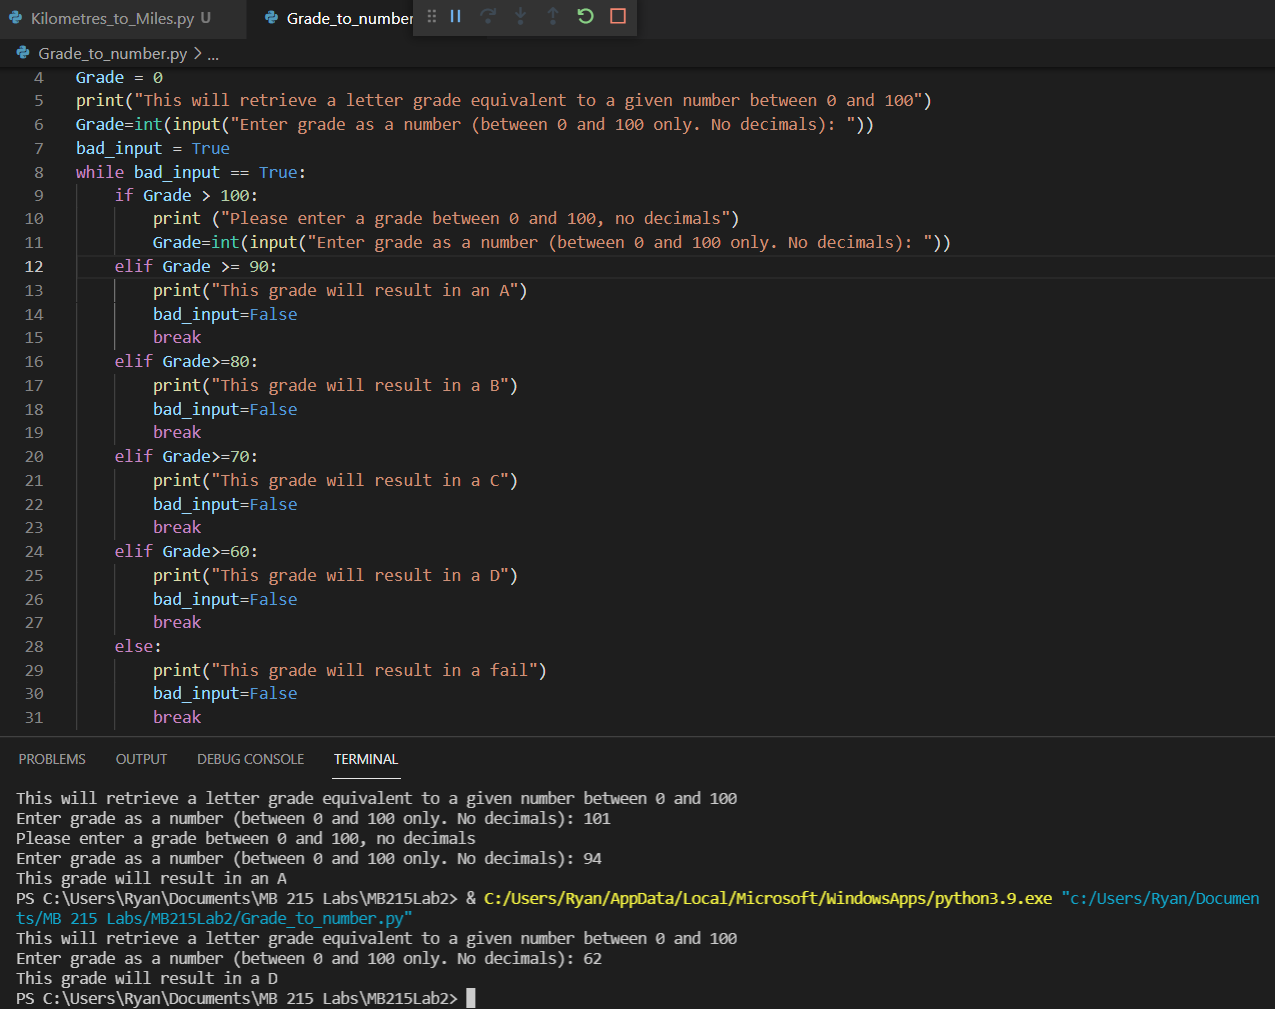 Kilometres_to_Miles.py U
Grade_to_number
Grade_to_number.py > ...
4 Grade = 0
5 print("This will retrieve a letter grade equivalent to a given number between 0 and 100")
6 Grade=int(input("Enter grade as a number (between 0 and 100 only. No decimals): "))
7 bad_input = True
8 while bad_input == True:
9 if Grade > 100:
10 print ("Please enter a grade between 0 and 100, no decimals")
11 Grade=int(input("Enter grade as a number (between 0 and 100 only. No decimals): "))
12 elif Grade >= 90:
13 print("This grade will result in an A")
14 bad_input=False
15 break
16 elif Grade>=80:
17 print("This grade will result in a B")
18 bad_input=False
19 break
20 elif Grade>=70:
21 print("This grade will result in a C")
22 bad_input=False
23 break
24 elif Grade>=60:
25 print("This grade will result in a D")
26 bad_input=False
27 break
28 else:
29 print("This grade will result in a fail")
30 bad_input=False
31 break
PROBLEMS OUTPUT DEBUG CONSOLE TERMINAL
This will retrieve a letter grade equivalent to a given number between 0 and 100
Enter grade as a number (between 0 and 100 only. No decimals): 101
Please enter a grade between 0 and 100, no decimals
Enter grade as a number (between 0 and 100 only. No decimals): 94
This grade will result in an A
PS C:\Users\Ryan\Documents\MB 215 Labs\MB215Lab2> & C:/Users/Ryan/AppData/Local/Microsoft/WindowsApps/python3.9.exe "c:/Users/Ryan/Documen
ts/MB 215 Labs/MB215Lab2/Grade_to_number.py"
This will retrieve a letter grade equivalent to a given number between 0 and 100
Enter grade as a number (between 0 and 100 only. No decimals): 62
This grade will result in a D
PS C:\Users\Ryan\Documents\MB 215 Labs\MB215Lab2>